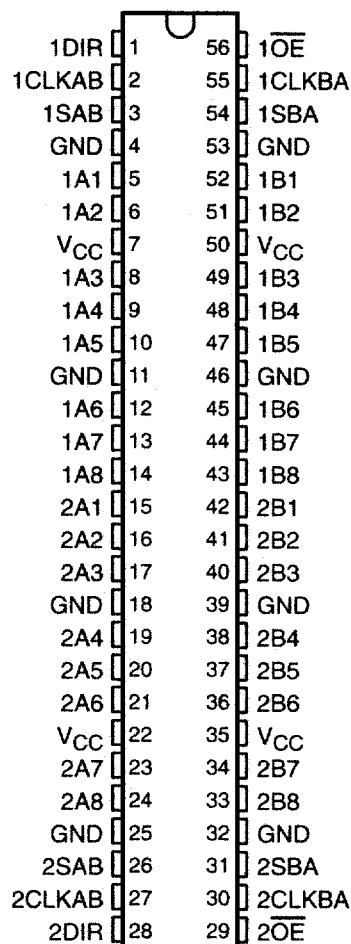 1DIR 1 56 1O̅E̅
1CLKAB 2 55 1CLKBA
1SAB 3 54 1SBA
GND 4 53 GND
1A1 5 52 1B1
1A2 6 51 1B2
VCC 7 50 VCC
1A3 8 49 1B3
1A4 9 48 1B4
1A5 10 47 1B5
GND 11 46 GND
1A6 12 45 1B6
1A7 13 44 1B7
1A8 14 43 1B8
2A1 15 42 2B1
2A2 16 41 2B2
2A3 17 40 2B3
GND 18 39 GND
2A4 19 38 2B4
2A5 20 37 2B5
2A6 21 36 2B6
VCC 22 35 VCC
2A7 23 34 2B7
2A8 24 33 2B8
GND 25 32 GND
2SAB 26 31 2SBA
2CLKAB 27 30 2CLKBA
2DIR 28 29 2O̅E̅